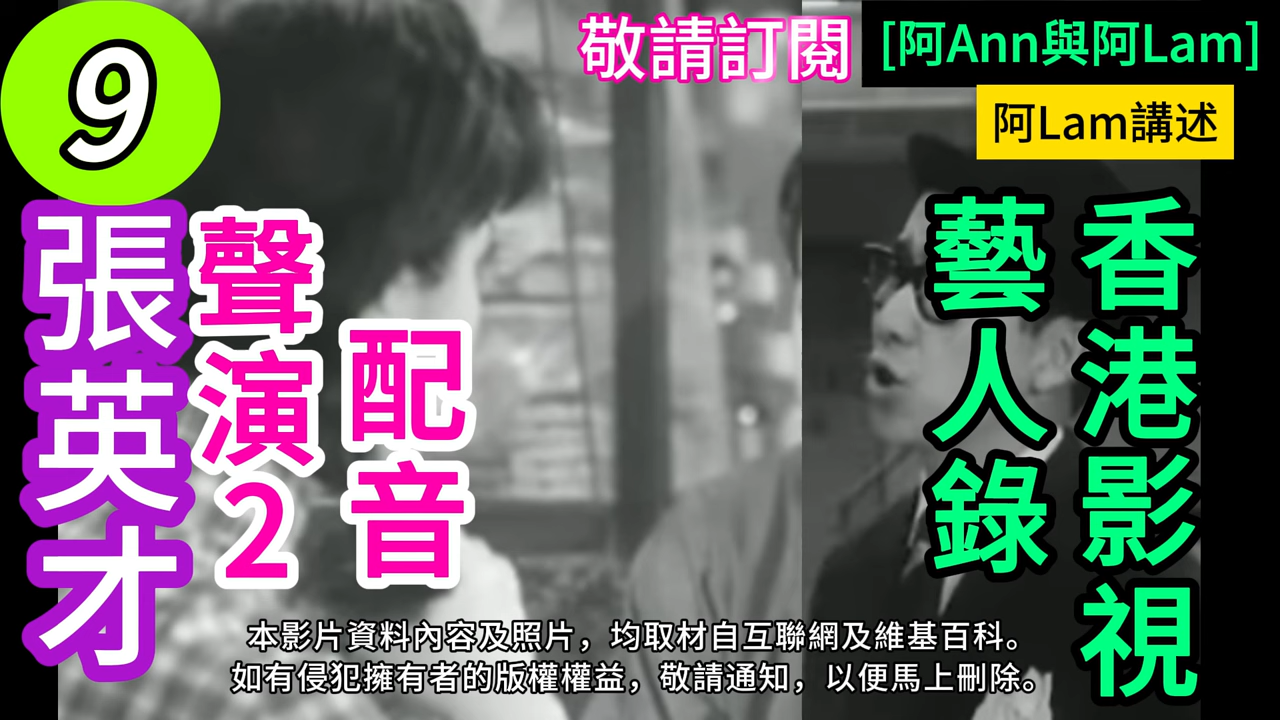 9
敬請訂閱
[阿Ann與阿Lam]
阿Lam講述
香港影視
藝人錄
張英才
聲演2
配音
本影片資料內容及照片，均取材自互聯網及維基百科。
如有侵犯擁有者的版權權益，敬請通知，以便馬上刪除。